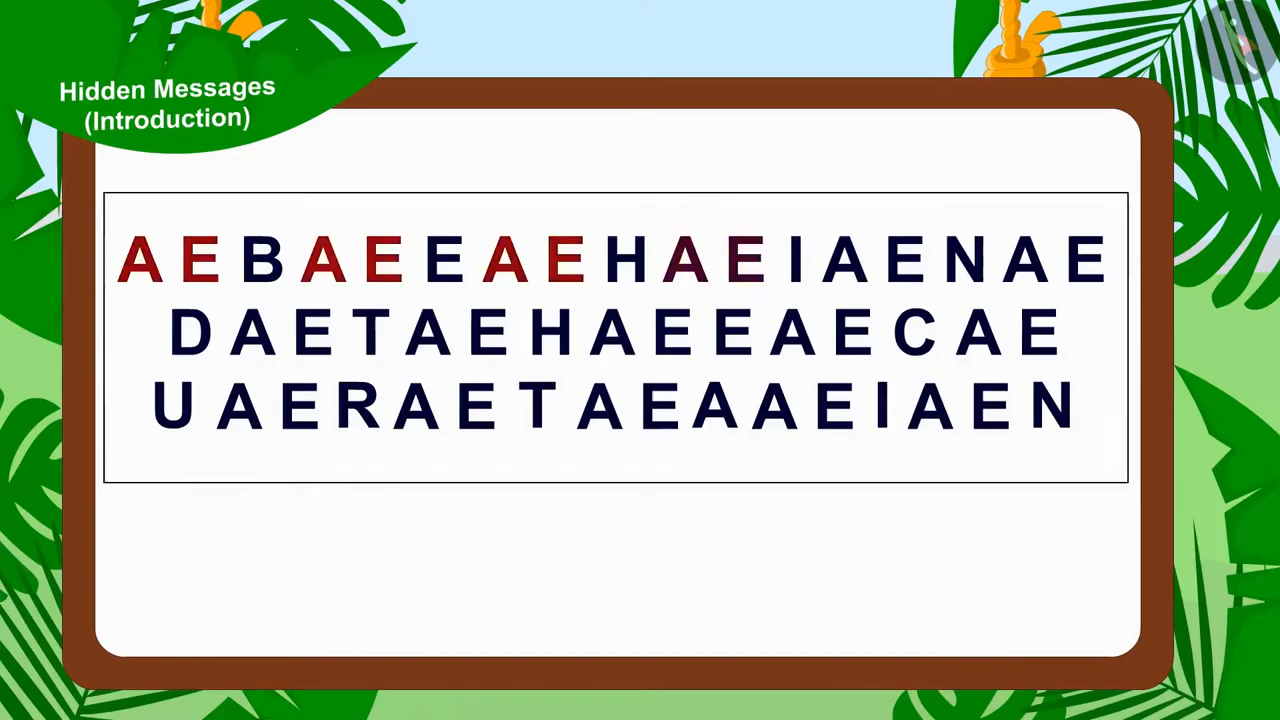 Hidden Messages
(Introduction)
A E B A E E A E H A E I A E N A E
D A E T A E H A E E A E C A E
U A E R A E T A E A A E I A E N